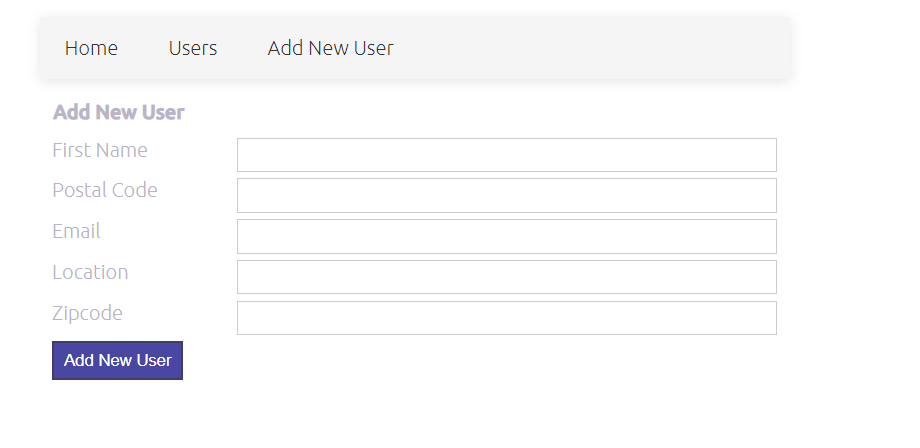 Home Users Add New User
Add New User
First Name
Postal Code
Email
Location
Zipcode
Add New User